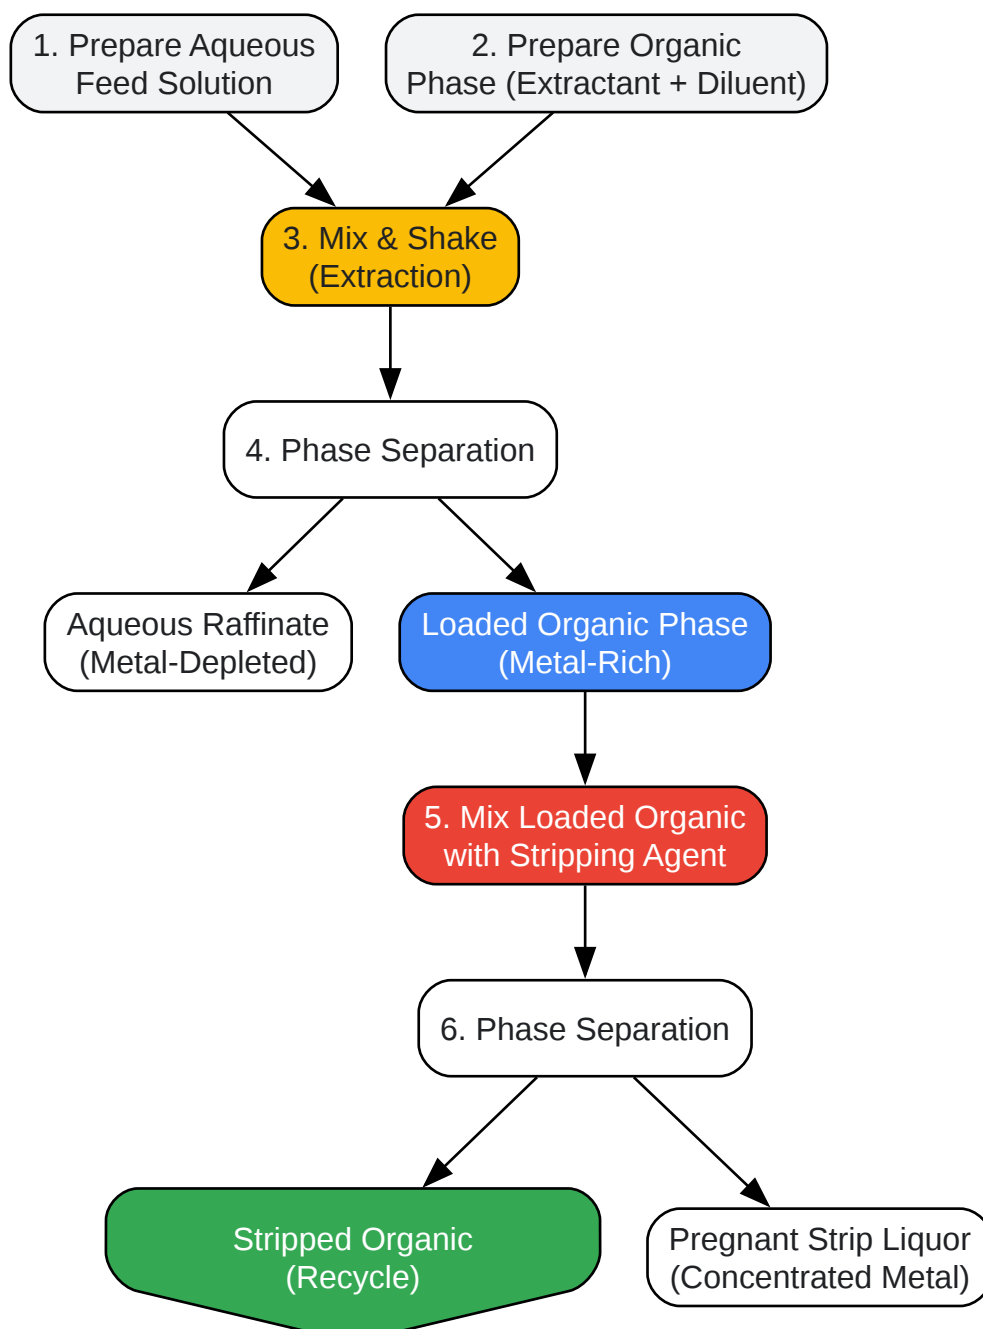 1. Prepare Aqueous
Feed Solution
2. Prepare Organic
Phase (Extractant + Diluent)
3. Mix & Shake
(Extraction)
4. Phase Separation
Aqueous Raffinate
(Metal-Depleted)
Loaded Organic Phase
(Metal-Rich)
5. Mix Loaded Organic
with Stripping Agent
6. Phase Separation
Stripped Organic
(Recycle)
Pregnant Strip Liquor
(Concentrated Metal)